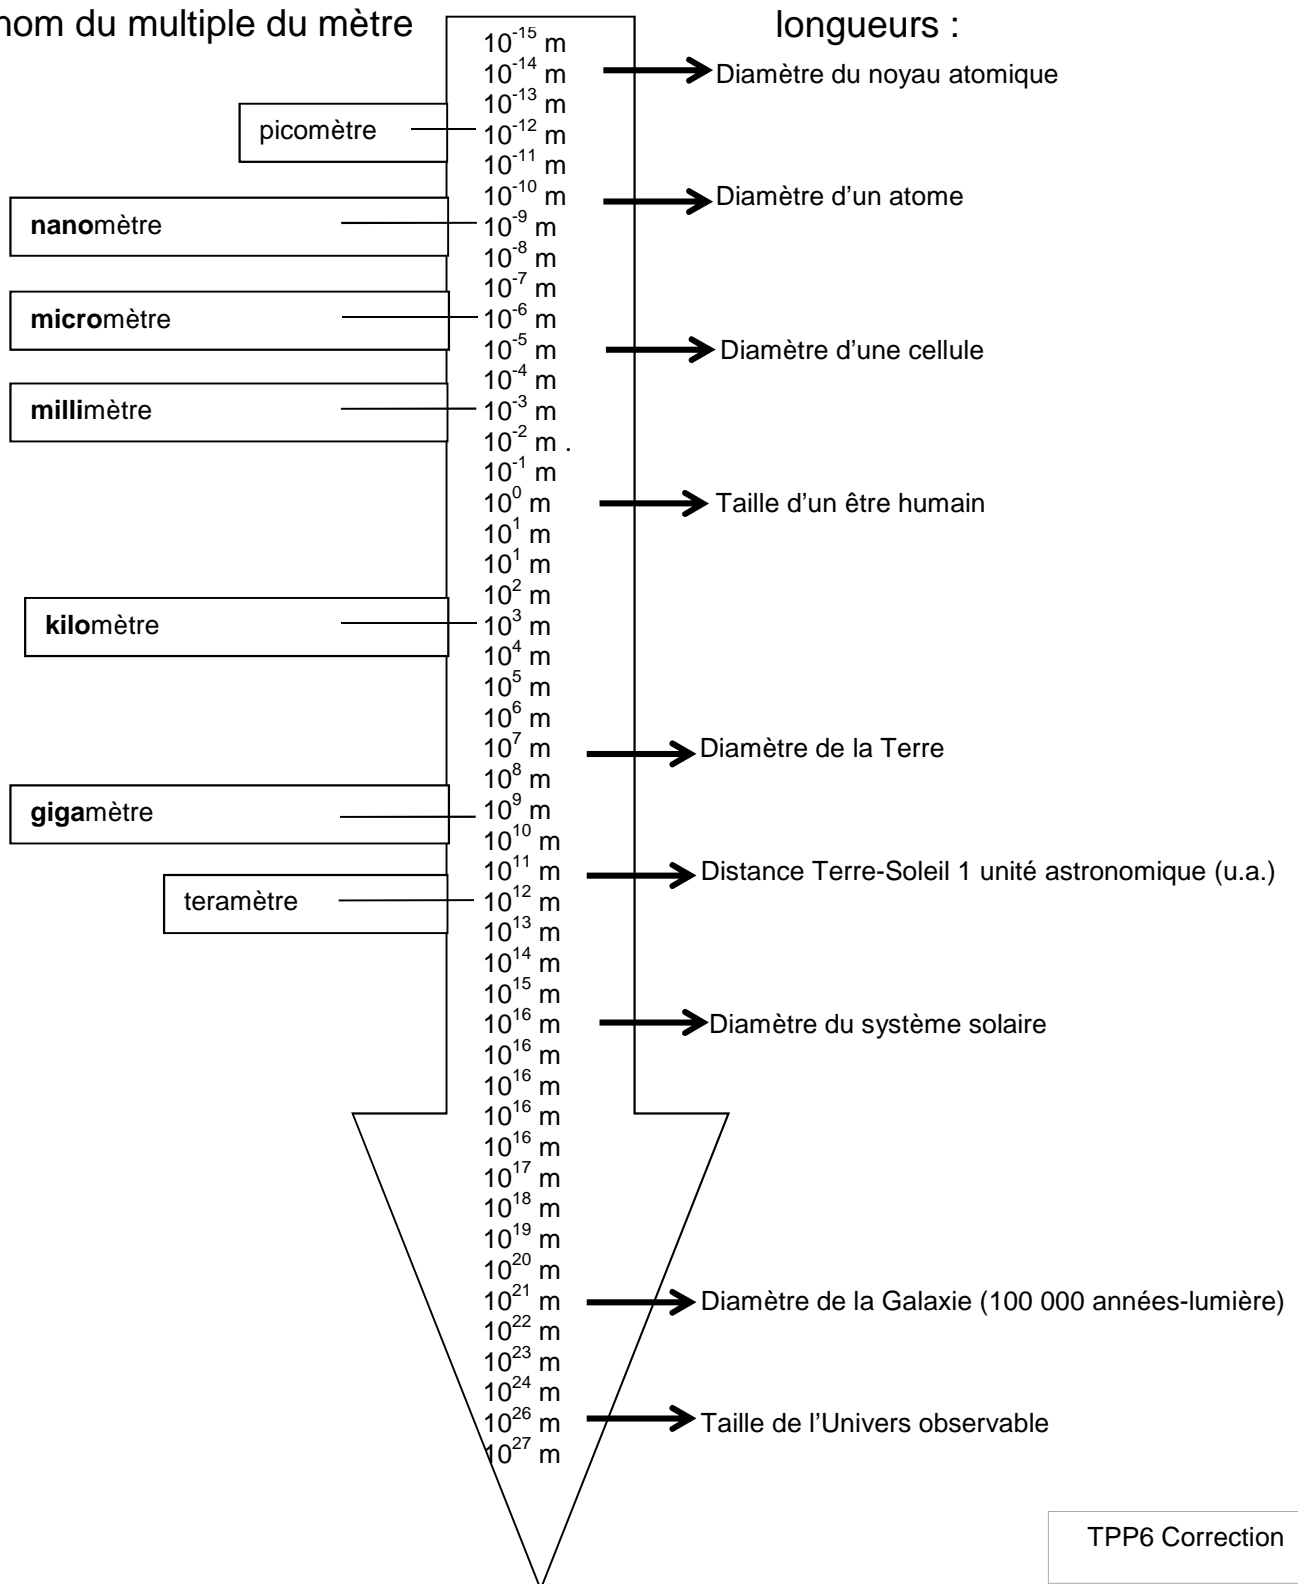 nom du multiple du mètre
longueurs :
10⁻¹⁵ m
10⁻¹⁴ m
Diamètre du noyau atomique
10⁻¹³ m
picomètre
10⁻¹² m
10⁻¹¹ m
10⁻¹⁰ m
Diamètre d'un atome
nanomètre
10⁻⁹ m
10⁻⁸ m
10⁻⁷ m
micromètre
10⁻⁶ m
10⁻⁵ m
Diamètre d'une cellule
10⁻⁴ m
millimètre
10⁻³ m
10⁻² m .
10⁻¹ m
10⁰ m
Taille d'un être humain
10¹ m
10¹ m
10² m
kilomètre
10³ m
10⁴ m
10⁵ m
10⁶ m
10⁷ m
Diamètre de la Terre
10⁸ m
gigamètre
10⁹ m
10¹⁰ m
10¹¹ m
Distance Terre-Soleil 1 unité astronomique (u.a.)
teramètre
10¹² m
10¹³ m
10¹⁴ m
10¹⁵ m
10¹⁶ m
Diamètre du système solaire
10¹⁶ m
10¹⁶ m
10¹⁶ m
10¹⁶ m
10¹⁷ m
10¹⁸ m
10¹⁹ m
10²⁰ m
10²¹ m
Diamètre de la Galaxie (100 000 années-lumière)
10²² m
10²³ m
10²⁴ m
10²⁶ m
Taille de l'Univers observable
10²⁷ m
TPP6 Correction